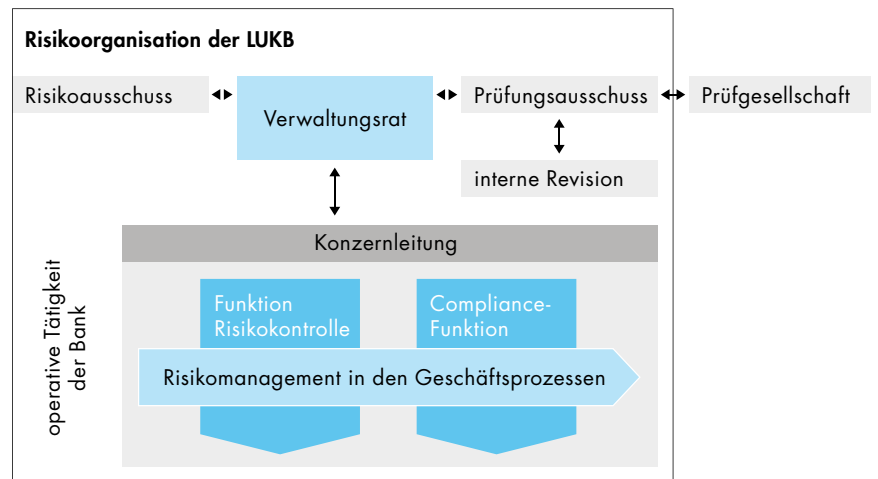 Risikoorganisation der LUKB
Risikoausschuss
Verwaltungsrat
Prüfungsausschuss
Prüfgesellschaft
interne Revision
Konzernleitung
operative Tätigkeit
der Bank
Funktion
Risikokontrolle
Compliance-
Funktion
Risikomanagement in den Geschäftsprozessen